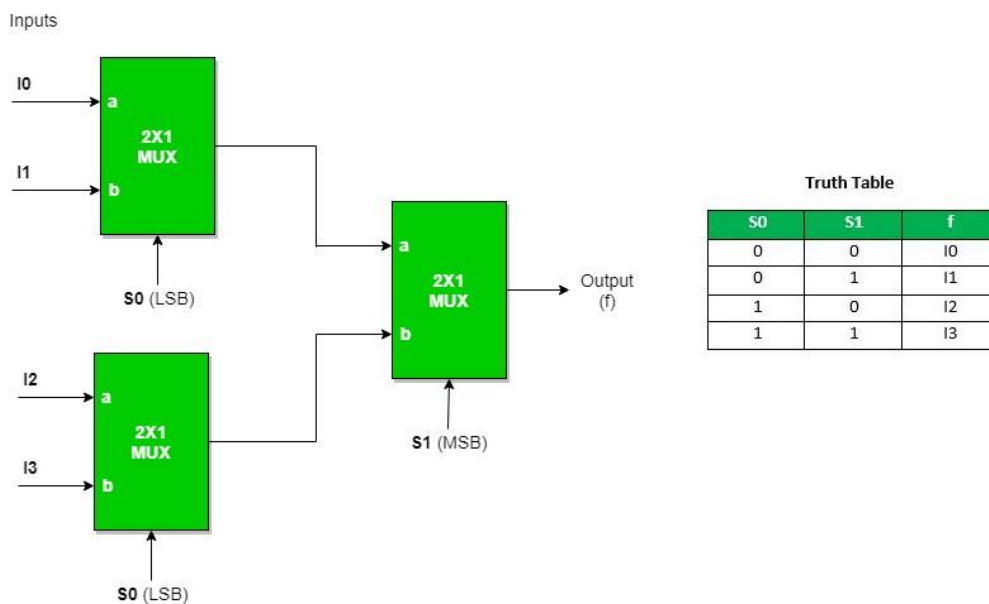 Inputs
I0
a
2X1
MUX
I1
b
S0 (LSB)
I2
a
2X1
MUX
I3
b
S0 (LSB)
a
2X1
MUX
b
S1 (MSB)
Output
(f)
Truth Table
S0 S1 f
0 0 I0
0 1 I1
1 0 I2
1 1 I3